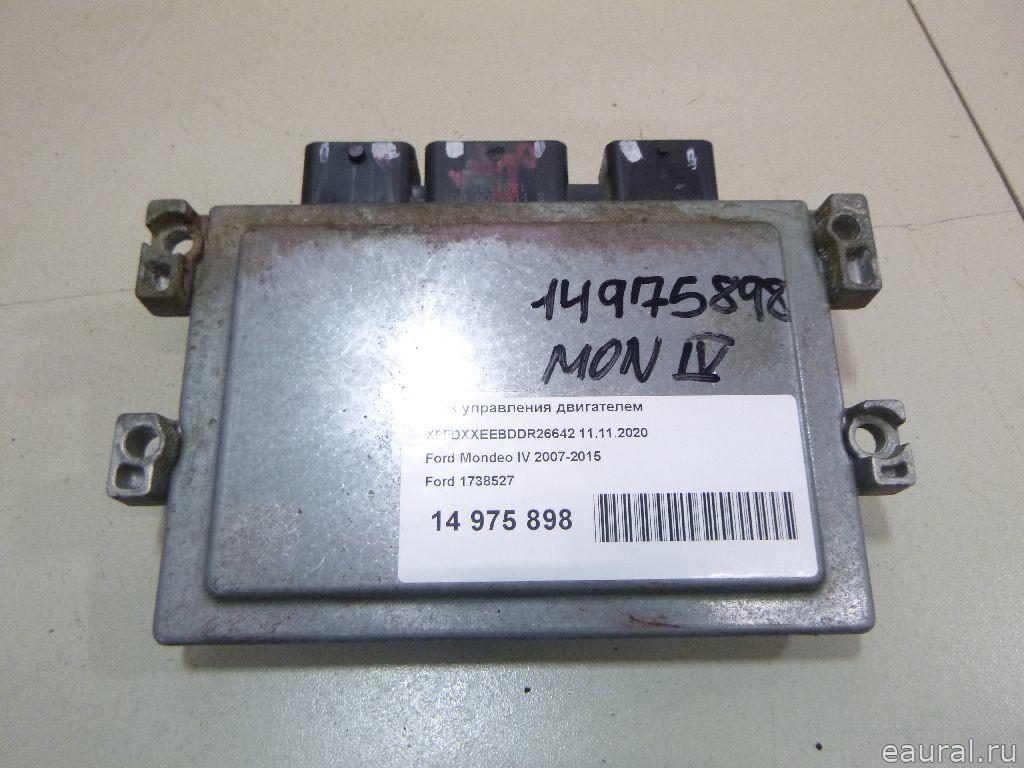 14975898
MON IV
управления двигателем
11.11.2020
Ford Mondeo IV 2007-2015
Ford 1738527
14 975 898
eaural.ru